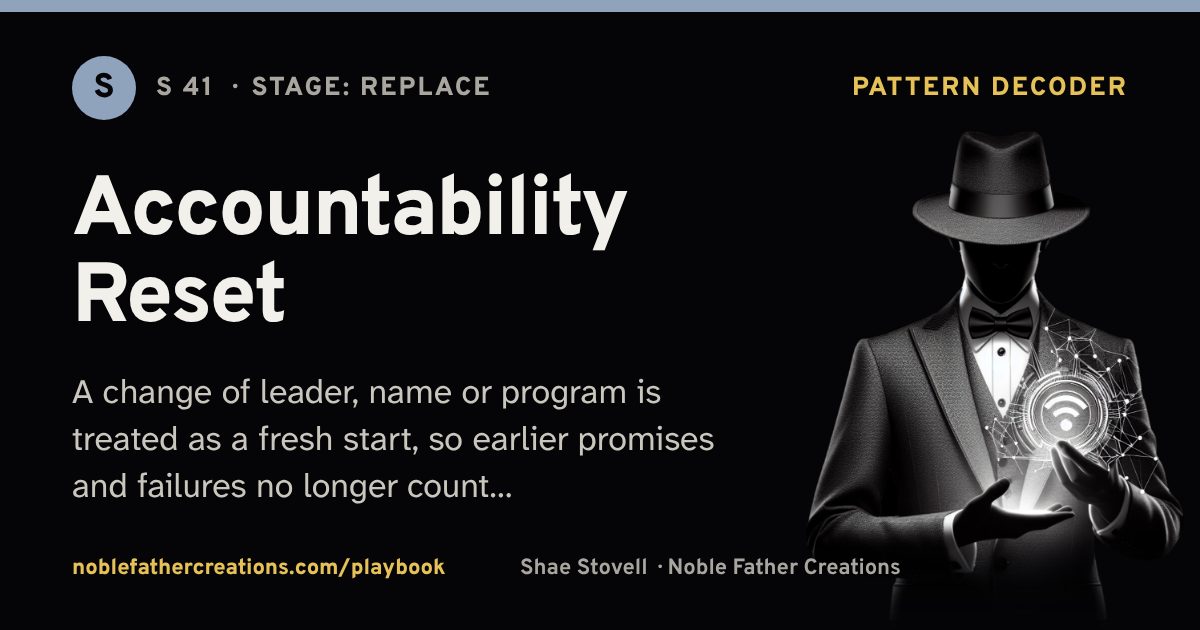 S
S 41 · STAGE: REPLACE
PATTERN DECODER
Accountability
Reset
A change of leader, name or program is
treated as a fresh start, so earlier promises
and failures no longer count...
noblefathercreations.com/playbook
Shae Stovell · Noble Father Creations